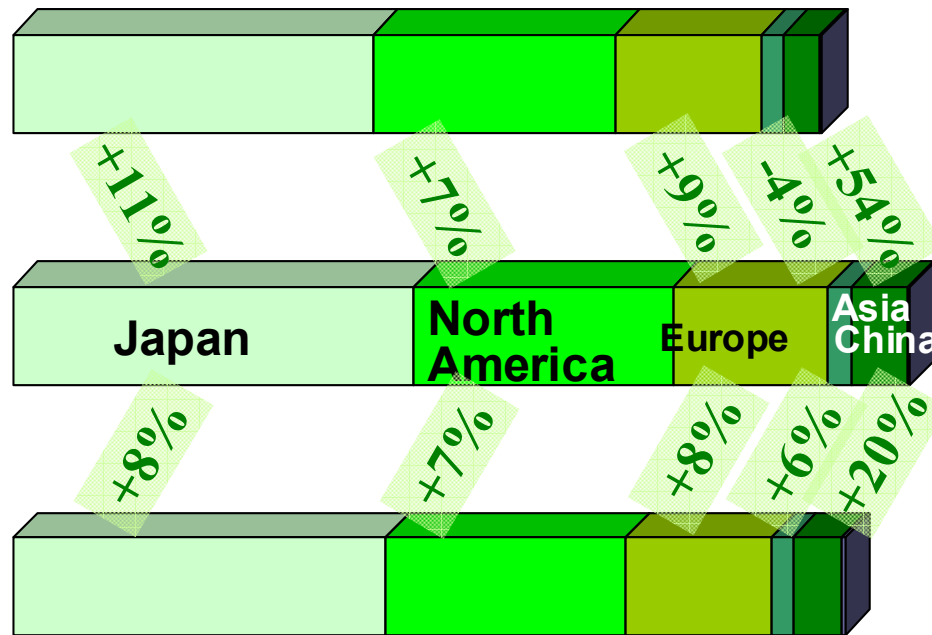 +11%
+7%
+9%
-4%
+54%
Japan
North
America
Europe
Asia
China
+8%
+7%
+8%
+6%
+20%